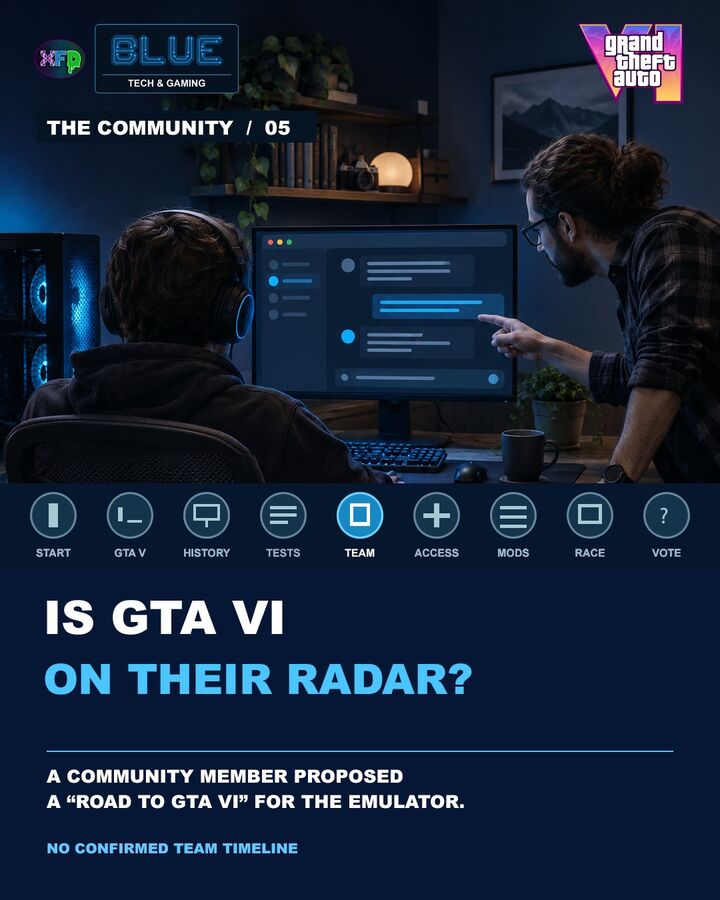 XFP
BLUE
TECH & GAMING
grand
theft
auto
VI
THE COMMUNITY / 05
START
GTA V
HISTORY
TESTS
TEAM
ACCESS
MODS
RACE
?
VOTE
IS GTA VI
ON THEIR RADAR?
A COMMUNITY MEMBER PROPOSED
A “ROAD TO GTA VI” FOR THE EMULATOR.
NO CONFIRMED TEAM TIMELINE